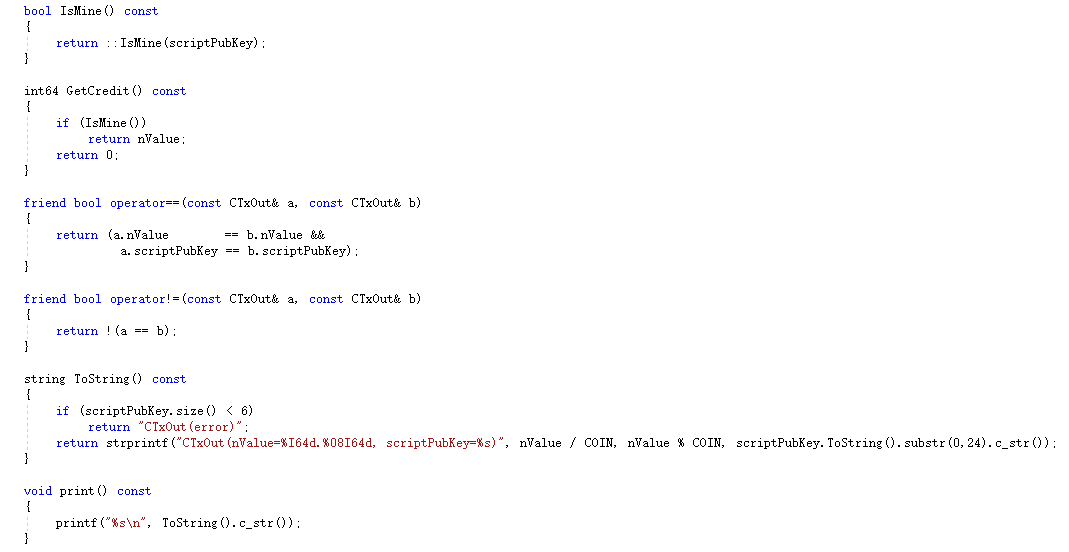 bool IsMine() const
{
    return ::IsMine(scriptPubKey);
}

int64 GetCredit() const
{
    if (IsMine())
        return nValue;
    return 0;
}

friend bool operator==(const CTxOut& a, const CTxOut& b)
{
    return (a.nValue       == b.nValue &&
            a.scriptPubKey == b.scriptPubKey);
}

friend bool operator!=(const CTxOut& a, const CTxOut& b)
{
    return !(a == b);
}

string ToString() const
{
    if (scriptPubKey.size() < 6)
        return "CTxOut(error)";
    return strprintf("CTxOut(nValue=%I64d.%08I64d, scriptPubKey=%s)", nValue / COIN, nValue % COIN, scriptPubKey.ToString().substr(0,24).c_str());
}

void print() const
{
    printf("%s\n", ToString().c_str());
}